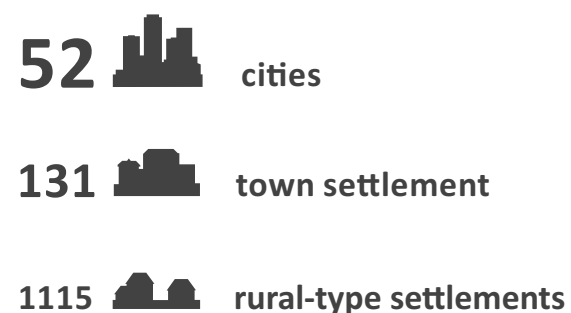 52 cities
131 town settlement
1115 rural-type settlements